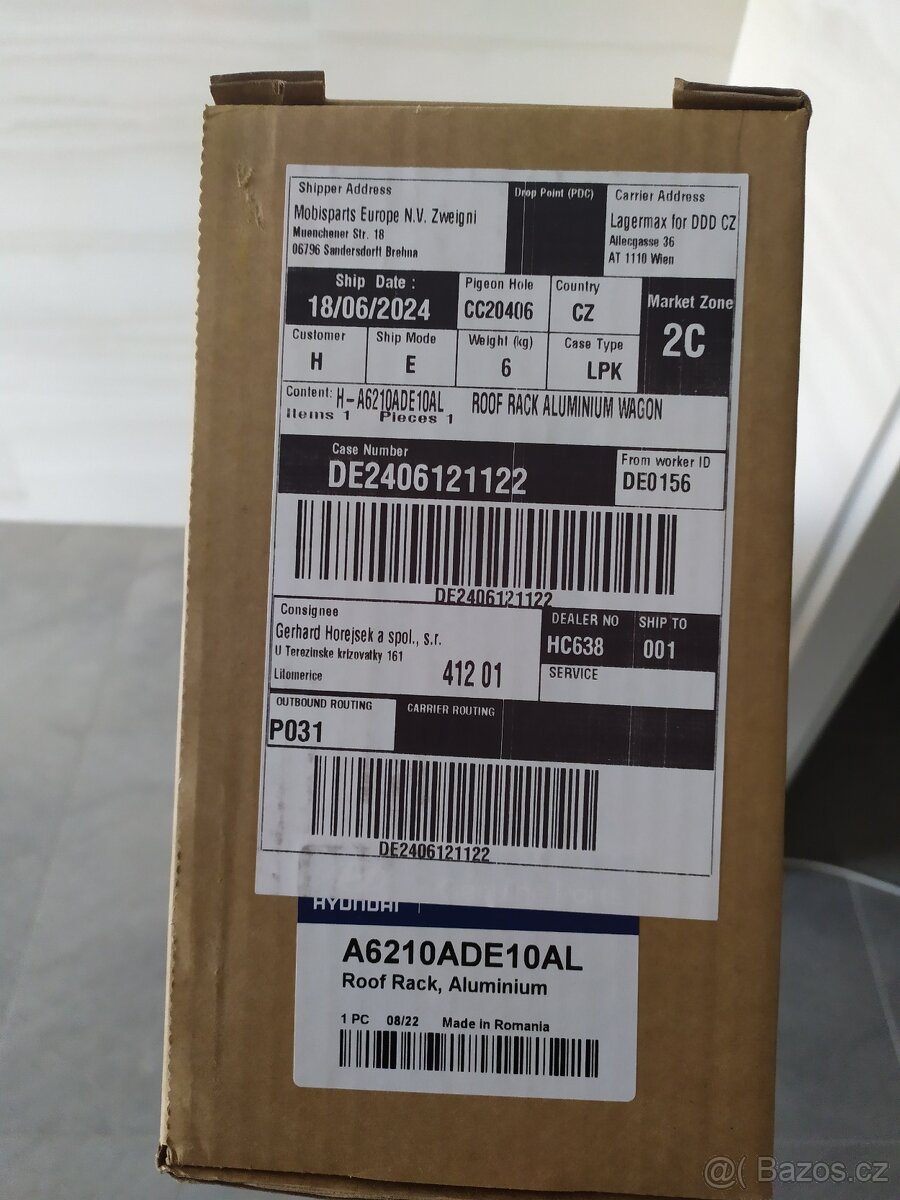 Shipper Address
Mobisparts Europe N.V. Zweigni
Muenchener Str. 18
06796 Sandersdorff Brehna
Drop Point (PDC)
Carrier Address
Lagermax for DDD CZ
Allecgasse 36
AT 1110 Wien
Ship Date :
18/06/2024
Pigeon Hole
CC20406
Country
CZ
Market Zone
2C
Customer
H
Ship Mode
E
Weight (kg)
6
Case Type
LPK
Content: H-A6210ADE10AL ROOF RACK ALUMINIUM WAGON
Items 1 Pieces 1
Case Number
DE2406121122
From worker ID
DE0156
DE2406121122
Consignee
Gerhard Horejsek a spol., s.r.
U Terezinske krizovatky 161
Litomerice 412 01
DEALER NO
HC638
SHIP TO
001
SERVICE
OUTBOUND ROUTING
P031
CARRIER ROUTING
DE2406121122
HYUNDAI
A6210ADE10AL
Roof Rack, Aluminium
1 PC 08/22 Made in Romania
@( Bazos.cz